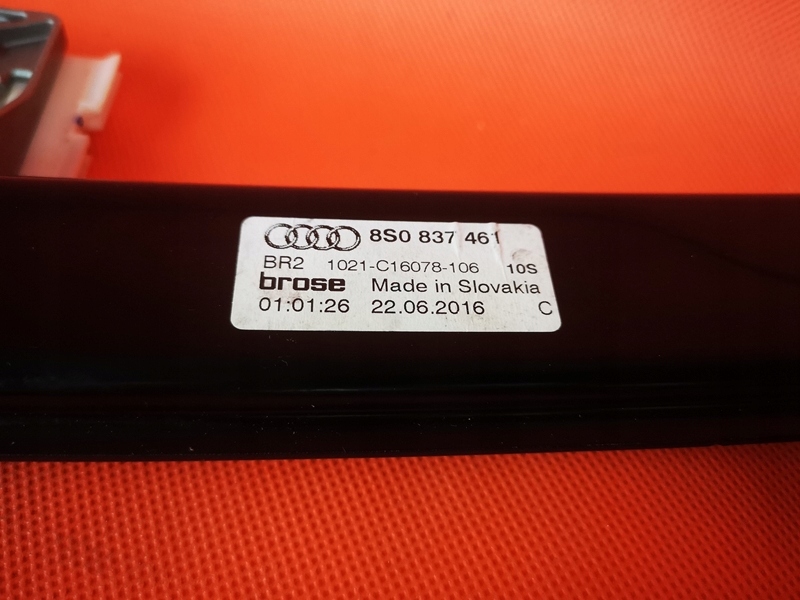 8S0 837 461
BR2 1021-C16078-106 10S
brose Made in Slovakia
01:01:26 22.06.2016 C